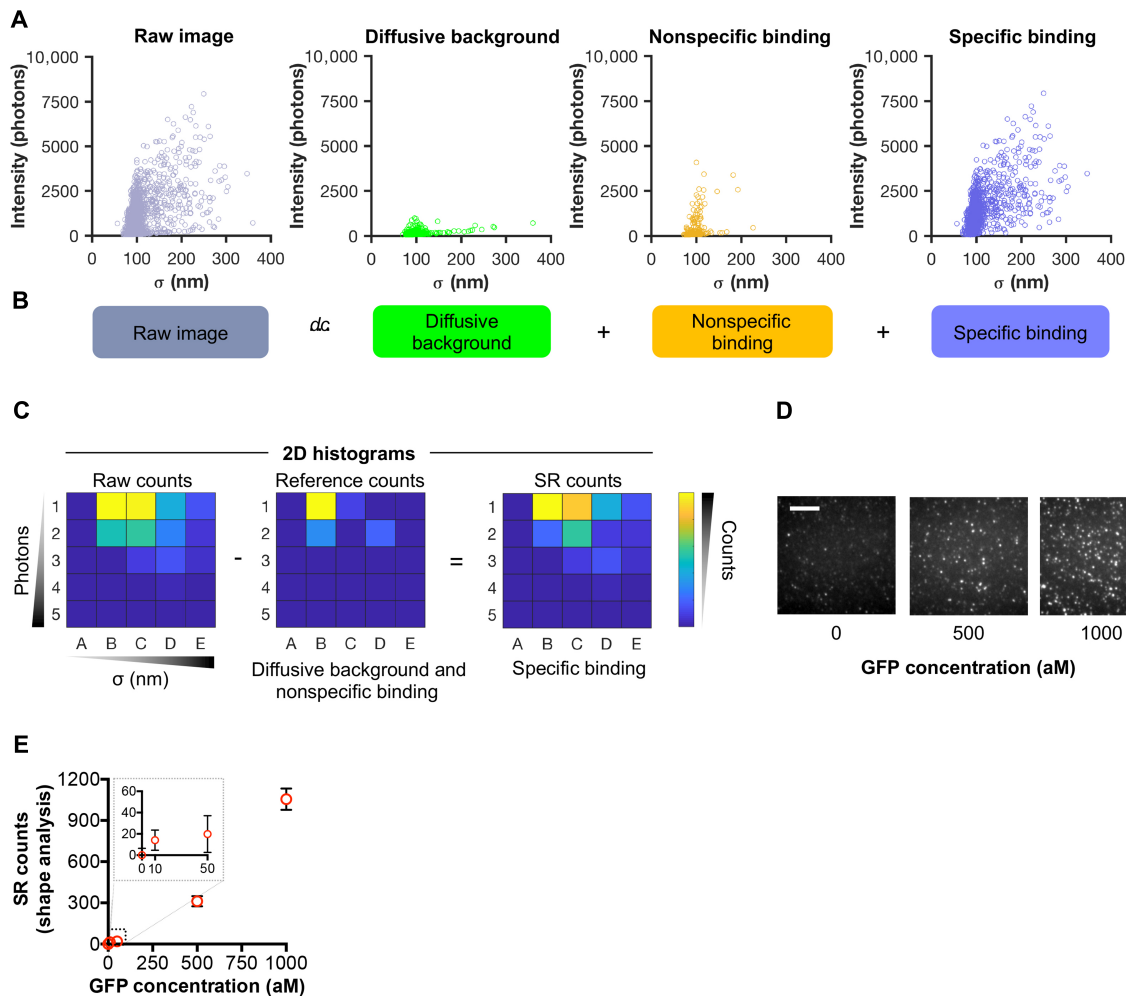 A
Raw image
Diffusive background
Nonspecific binding
Specific binding
Intensity (photons)
10,000
7500
5000
2500
0
0 100 200 300 400
σ (nm)
Intensity (photons)
10,000
7500
5000
2500
0
0 100 200 300 400
σ (nm)
Intensity (photons)
10,000
7500
5000
2500
0
0 100 200 300 400
σ (nm)
Intensity (photons)
10,000
7500
5000
2500
0
0 100 200 300 400
σ (nm)
B
Raw image
Diffusive
background
+
Nonspecific
binding
+
Specific binding
C
2D histograms
Raw counts
Reference counts
SR counts
Photons
1
2
3
4
5
A B C D E
σ (nm)
-
1
2
3
4
5
A B C D E
Diffusive background and
nonspecific binding
=
1
2
3
4
5
A B C D E
Specific binding
Counts
D
0
500
1000
GFP concentration (aM)
E
SR counts
(shape analysis)
1200
900
600
300
0
60
40
20
0
0 10 50
0 250 500 750 1000
GFP concentration (aM)